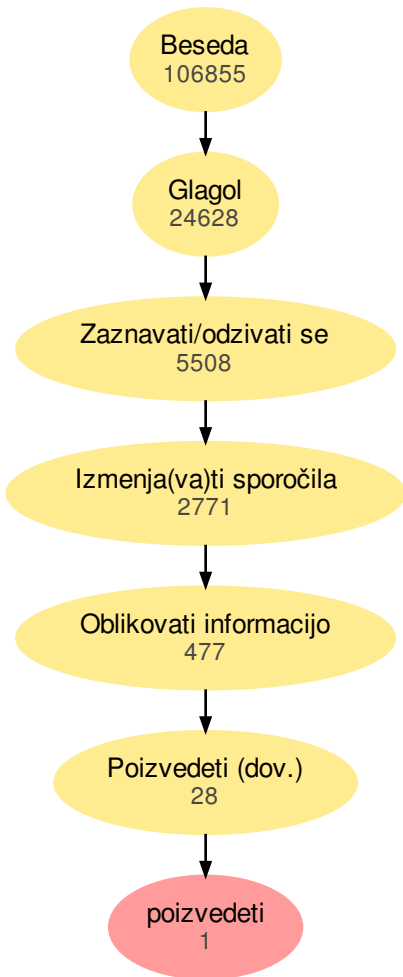 Beseda
106855
Glagol
24628
Zaznavati/odzivati se
5508
Izmenja(va)ti sporočila
2771
Oblikovati informacijo
477
Poizvedeti (dov.)
28
poizvedeti
1